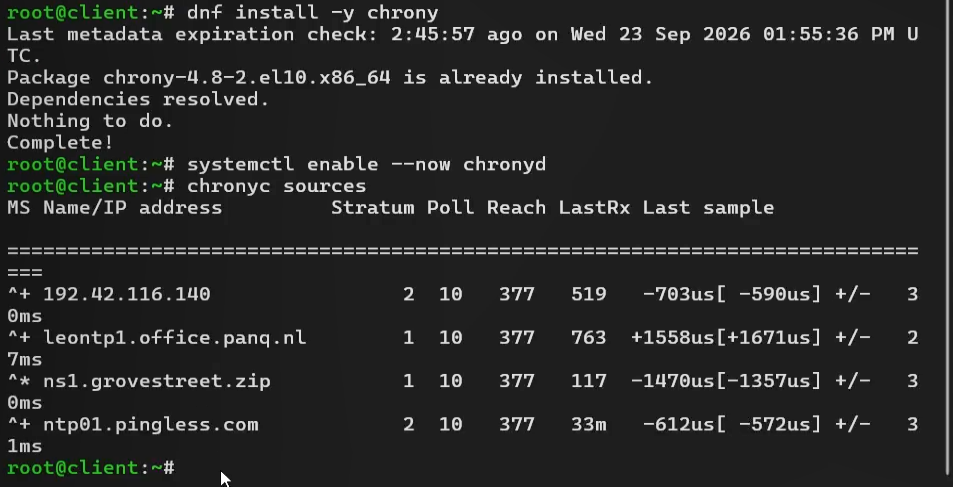 root@client:~# dnf install -y chrony
Last metadata expiration check: 2:45:57 ago on Wed 23 Sep 2026 01:55:36 PM U
TC.
Package chrony-4.8-2.el10.x86_64 is already installed.
Dependencies resolved.
Nothing to do.
Complete!
root@client:~# systemctl enable --now chronyd
root@client:~# chronyc sources
MS Name/IP address         Stratum Poll Reach LastRx Last sample
============================================================================
===
^+ 192.42.116.140                2  10   377   519   -703us[ -590us] +/-   3
0ms
^+ leontp1.office.panq.nl        1  10   377   763  +1558us[+1671us] +/-   2
7ms
^* ns1.grovestreet.zip           1  10   377   117  -1470us[-1357us] +/-   3
0ms
^+ ntp01.pingless.com            2  10   377   33m   -612us[ -572us] +/-   3
1ms
root@client:~#